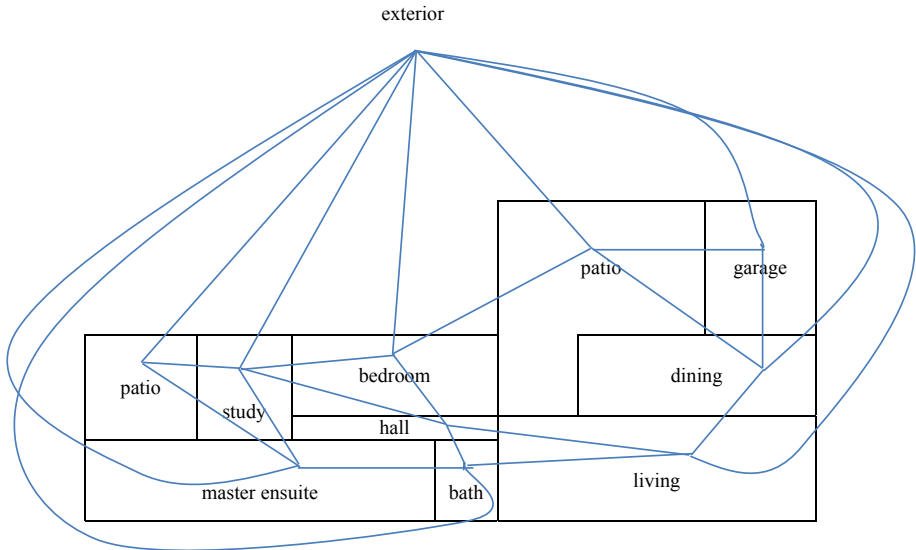 exterior
patio
garage
patio
study
bedroom
dining
hall
master ensuite
bath
living